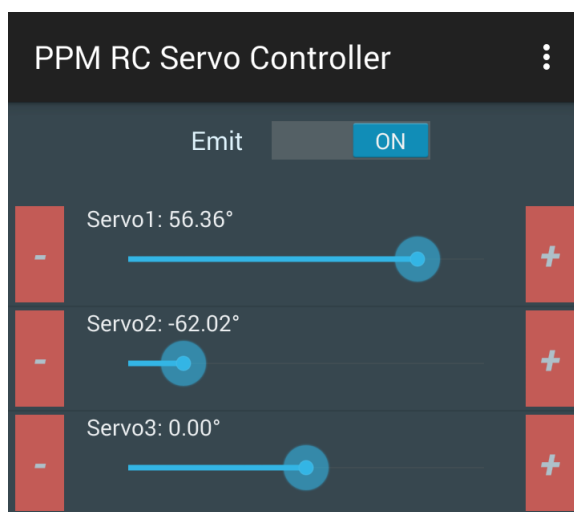 PPM RC Servo Controller
Emit ON
Servo1: 56.36°
- +
Servo2: -62.02°
- +
Servo3: 0.00°
- +